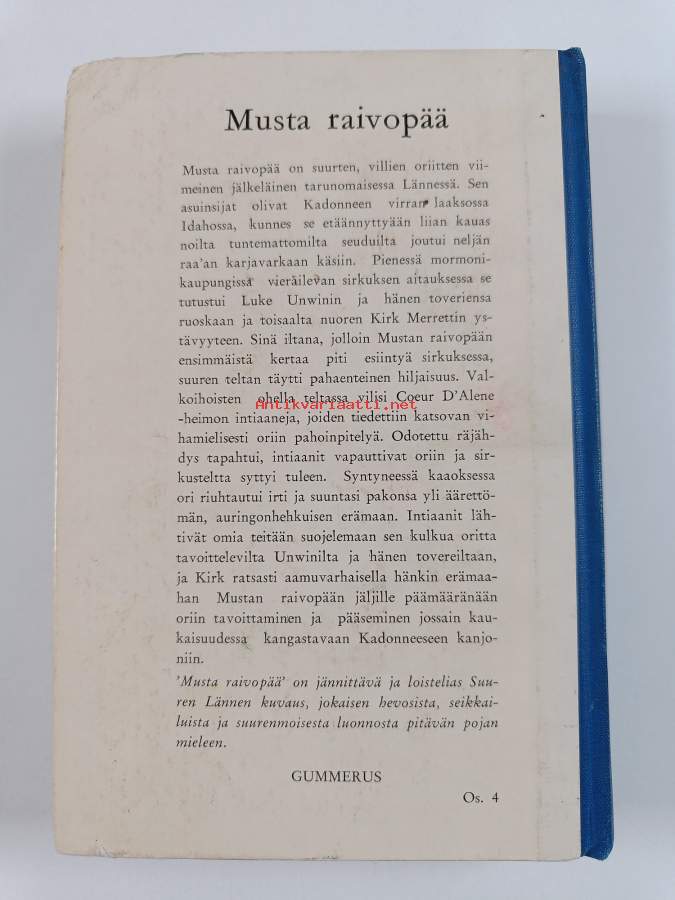 Musta raivopää
Musta raivopää on suurten, villien oriitten vii-
meinen jälkeläinen tarunomaisessa Lännessä. Sen
asuinsijat olivat Kadonneen virran laaksossa
Idahossa, kunnes se etäännyttyään liian kauas
noilta tuntemattomilta seuduilta joutui neljän
raa'an karjavarkaan käsiin. Pienessä mormoni-
kaupungissa vierailevan sirkuksen aitauksessa se
tutustui Luke Unwinin ja hänen toveriensa
ruoskaan ja toisaalta nuoren Kirk Merrettin ys-
tävyyteen. Sinä iltana, jolloin Mustan raivopään
ensimmäistä kertaa piti esiintyä sirkuksessa,
suuren teltan täytti pahaenteinen hiljaisuus. Val-
koihoisten ohella teltassa vilisi Coeur D'Alene
Antikvariaatti.net
-heimon intiaaneja, joiden tiedettiin katsovan vi-
hamielisesti oriin pahoinpitelyä. Odotettu räjäh-
dys tapahtui, intiaanit vapauttivat oriin ja sir-
kusteltta syttyi tuleen. Syntyneessä kaaoksessa
ori riuhtautui irti ja suuntasi pakonsa yli äärettö-
män, auringonhehkuisen erämaan. Intiaanit läh-
tivät omia teitään suojelemaan sen kulkua oritta
tavoittelevilta Unwinilta ja hänen tovereiltaan,
ja Kirk ratsasti aamuvarhaisella hänkin erämaa-
han Mustan raivopään jäljille päämääränään
oriin tavoittaminen ja pääseminen jossain kau-
kaisuudessa kangastavaan Kadonneeseen kanjo-
niin.
'Musta raivopää' on jännittävä ja loistelias Suu-
ren Lännen kuvaus, jokaisen hevosista, seikkai-
luista ja suurenmoisesta luonnosta pitävän pojan
mieleen.
GUMMERUS
Os. 4